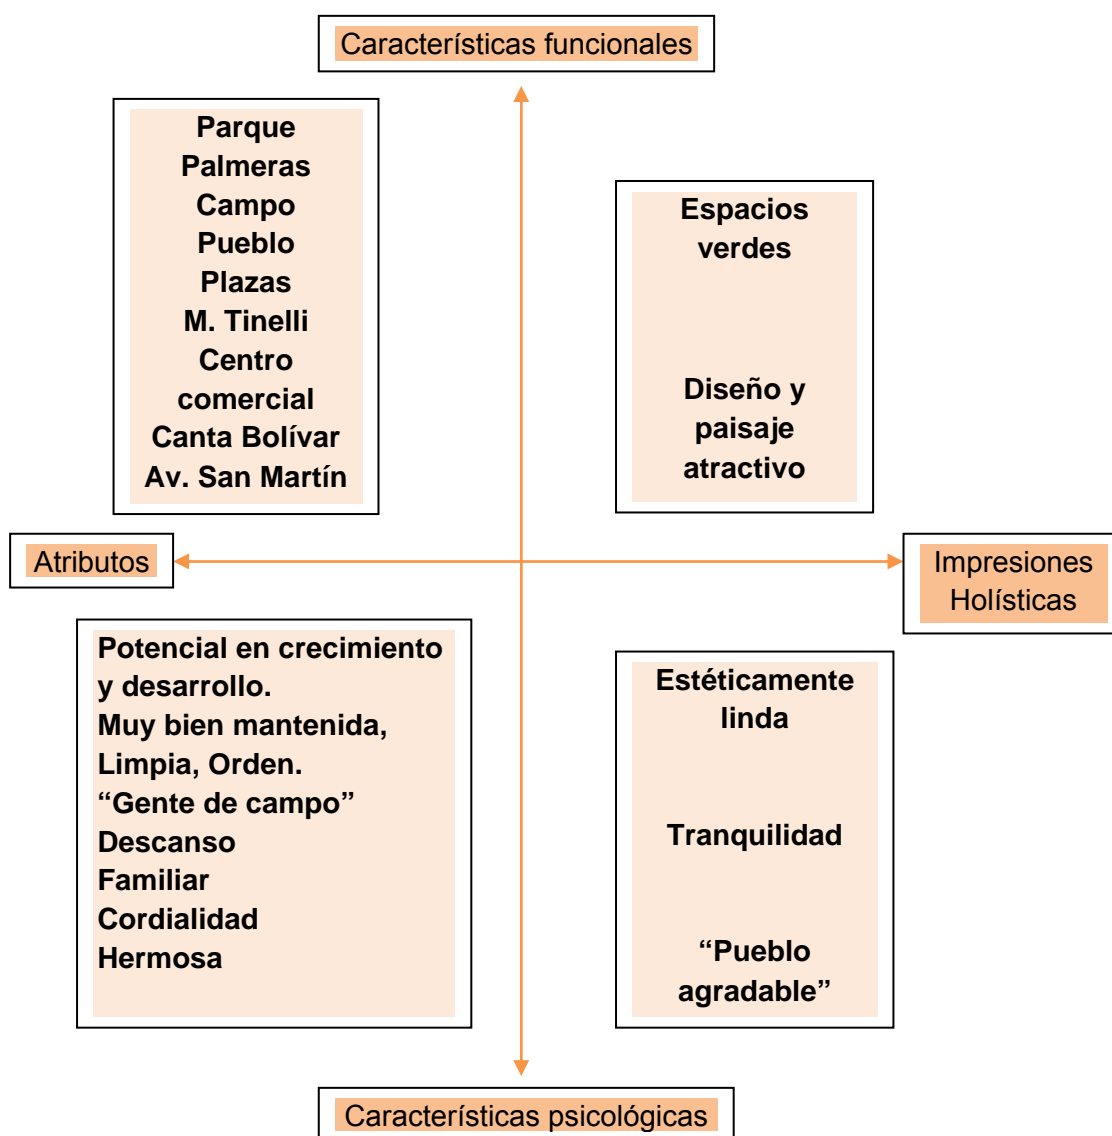 Características funcionales
Parque
Palmeras
Campo
Pueblo
Plazas
M. Tinelli
Centro
comercial
Canta Bolívar
Av. San Martín
Espacios
verdes
Diseño y
paisaje
atractivo
Atributos
Impresiones
Holísticas
Potencial en crecimiento
y desarrollo.
Muy bien mantenida,
Limpia, Orden.
“Gente de campo”
Descanso
Familiar
Cordialidad
Hermosa
Estéticamente
linda
Tranquilidad
“Pueblo
agradable”
Características psicológicas